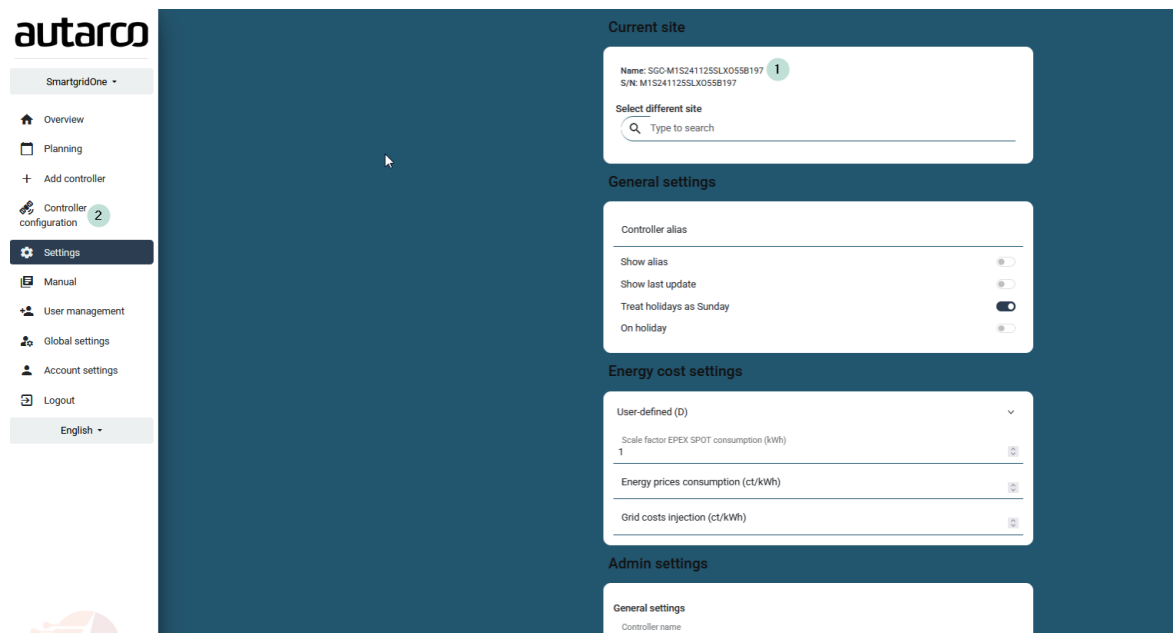 autarco
SmartgridOne
Overview
Planning
Add controller
Controller
configuration
2
Settings
Manual
User management
Global settings
Account settings
Logout
English
Current site
Name: SGC-M1S241125SLXO55B197 1
S/N: M1S241125SLXO55B197
Select different site
Type to search
General settings
Controller alias
Show alias
Show last update
Treat holidays as Sunday
On holiday
Energy cost settings
User-defined (D)
Scale factor EPEX SPOT consumption (kWh)
1
Energy prices consumption (ct/kWh)
Grid costs injection (ct/kWh)
Admin settings
General settings
Controller name